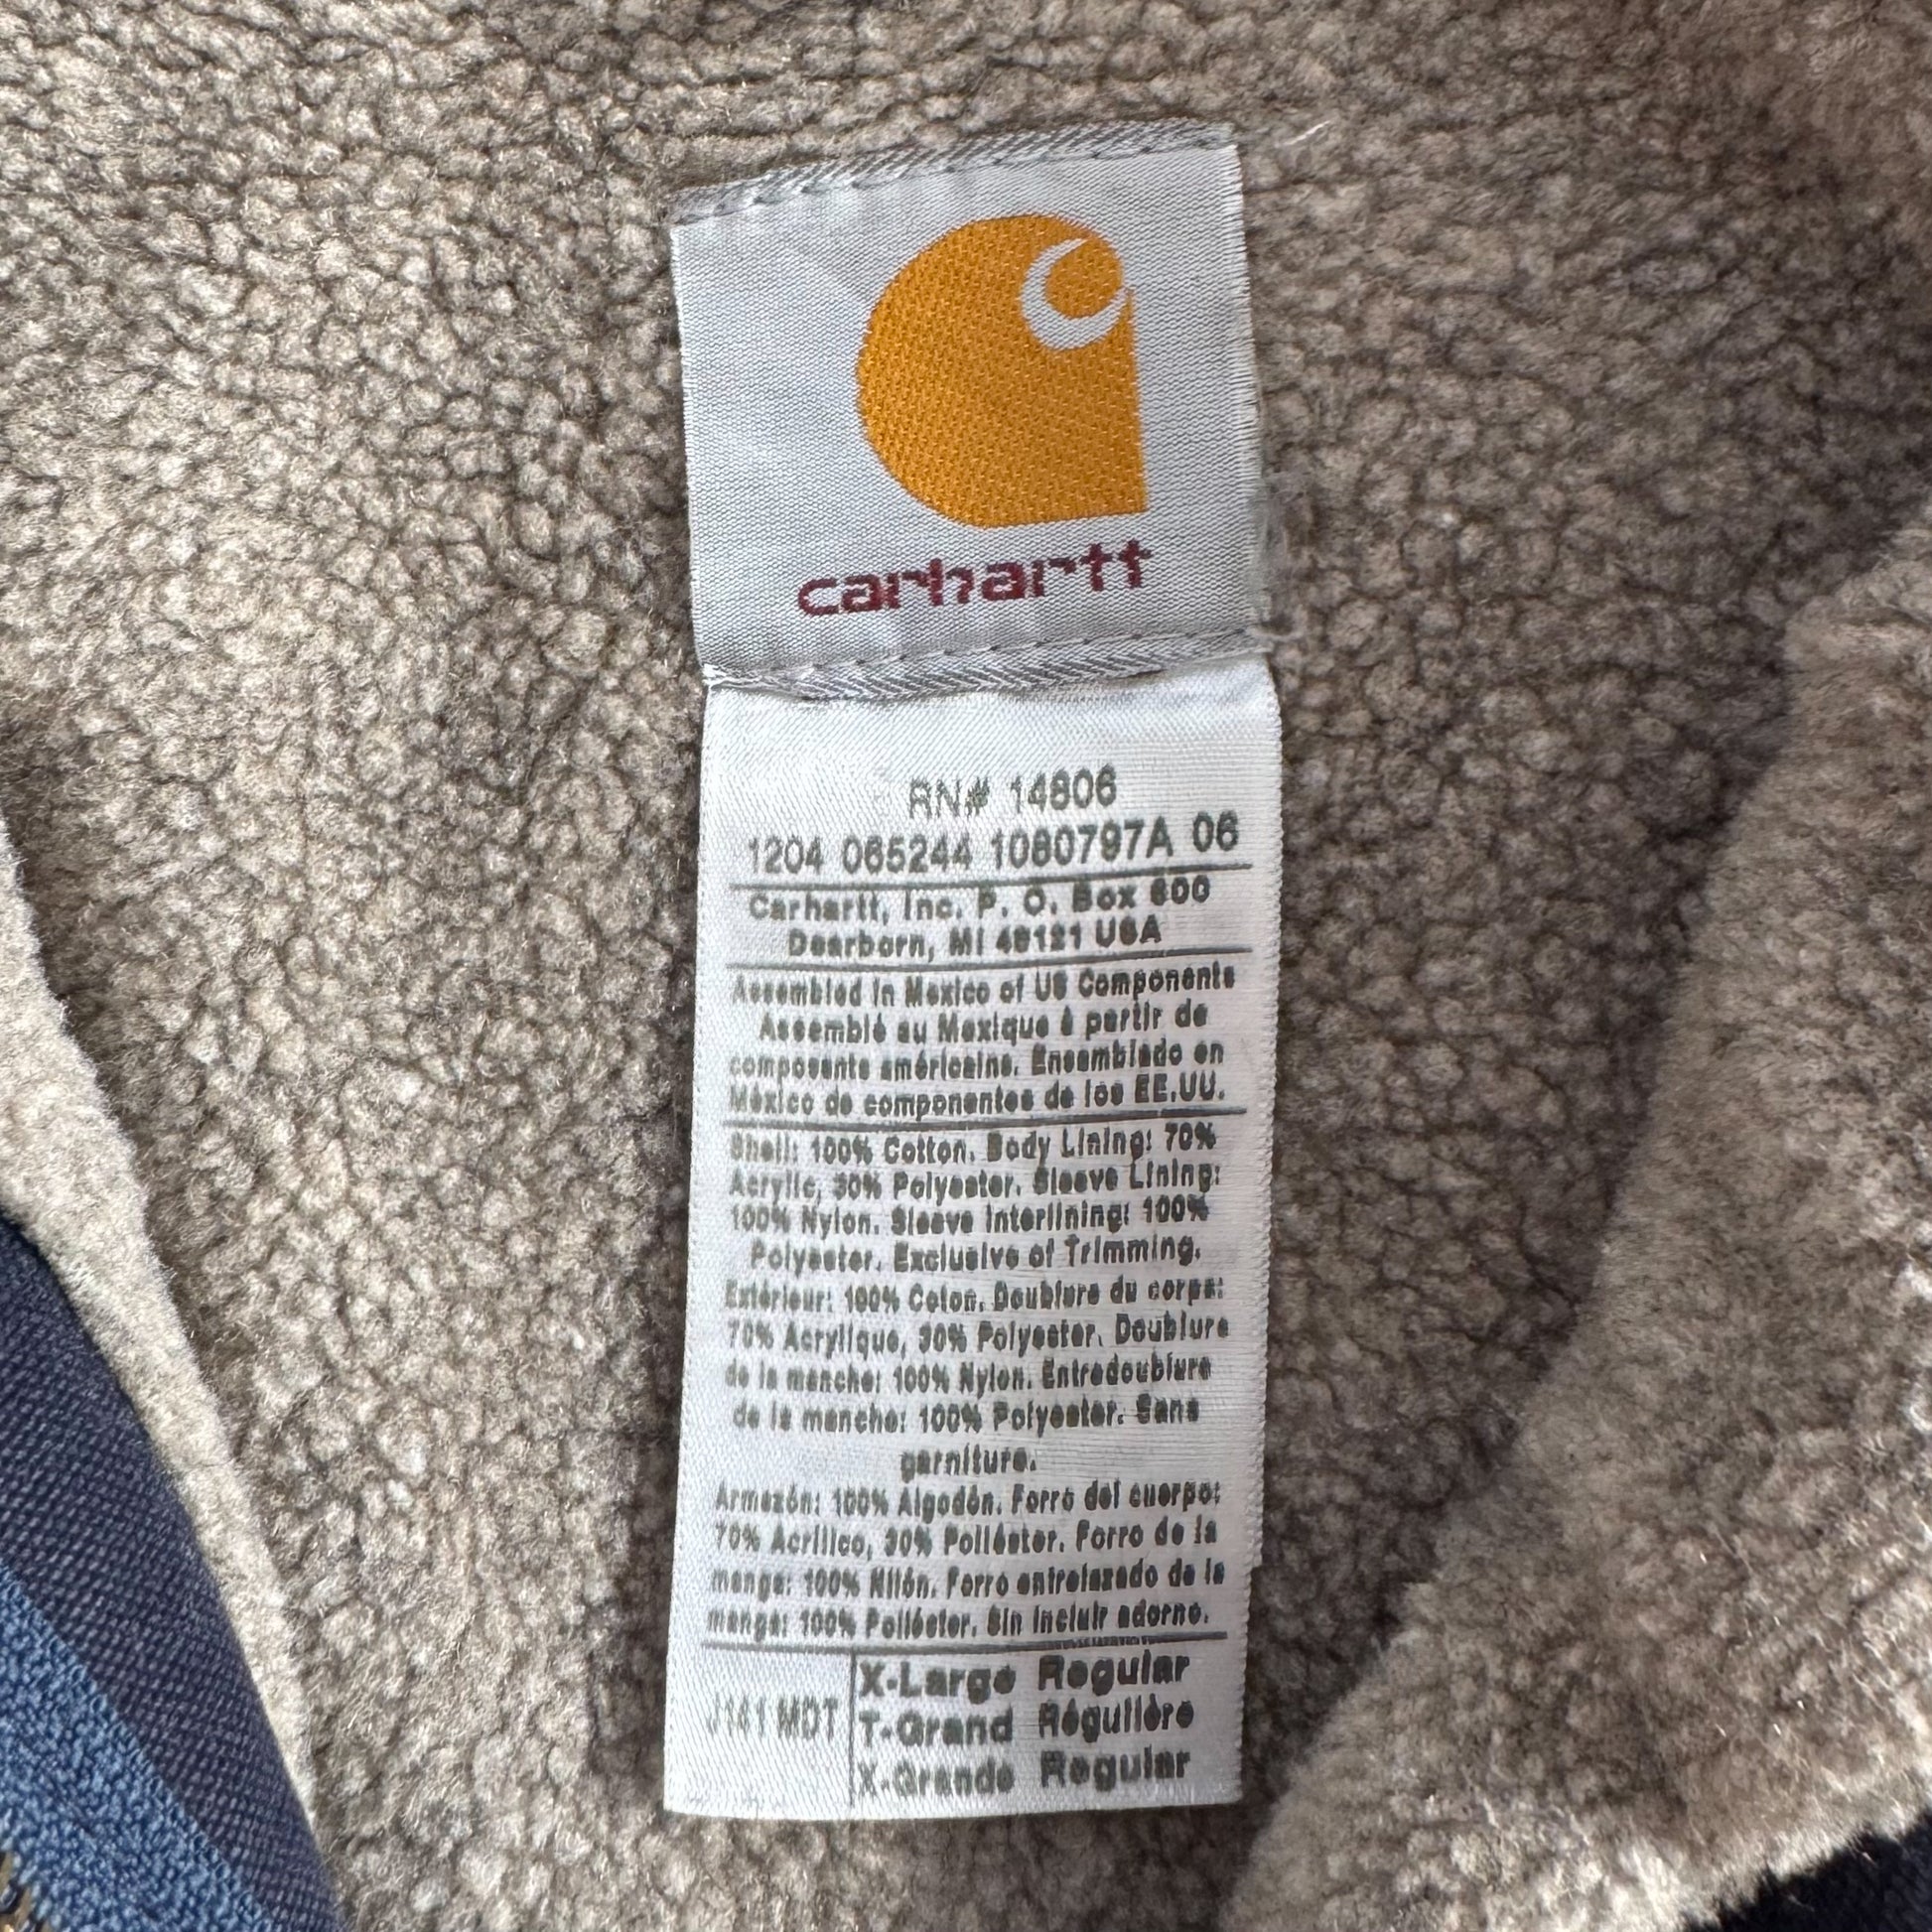 carhartt
RN# 14806
1204 065244 1080797A 06
Carhartt, Inc. P. O. Box 600
Dearborn, MI 48121 USA
Assembled in Mexico of US Components
Assemblé au Mexique à partir de
composants américains. Ensamblado en
México de componentes de los EE.UU.
Shell: 100% Cotton. Body Lining: 70%
Acrylic, 30% Polyester. Sleeve Lining:
100% Nylon. Sleeve Interlining: 100%
Polyester. Exclusive of Trimming.
Extérieur: 100% Coton. Doublure du corps:
70% Acrylique, 30% Polyester. Doublure
de la manche: 100% Nylon. Entredoublure
de la manche: 100% Polyester. Sans
garniture.
Armazón: 100% Algodón. Forro del cuerpo:
70% Acrílico, 30% Poliéster. Forro de la
manga: 100% Nilón. Forro entrelazado de la
manga: 100% Poliéster. Sin incluir adorno.
J141 MDT
X-Large Regular
T-Grand Régulière
X-Grande Regular